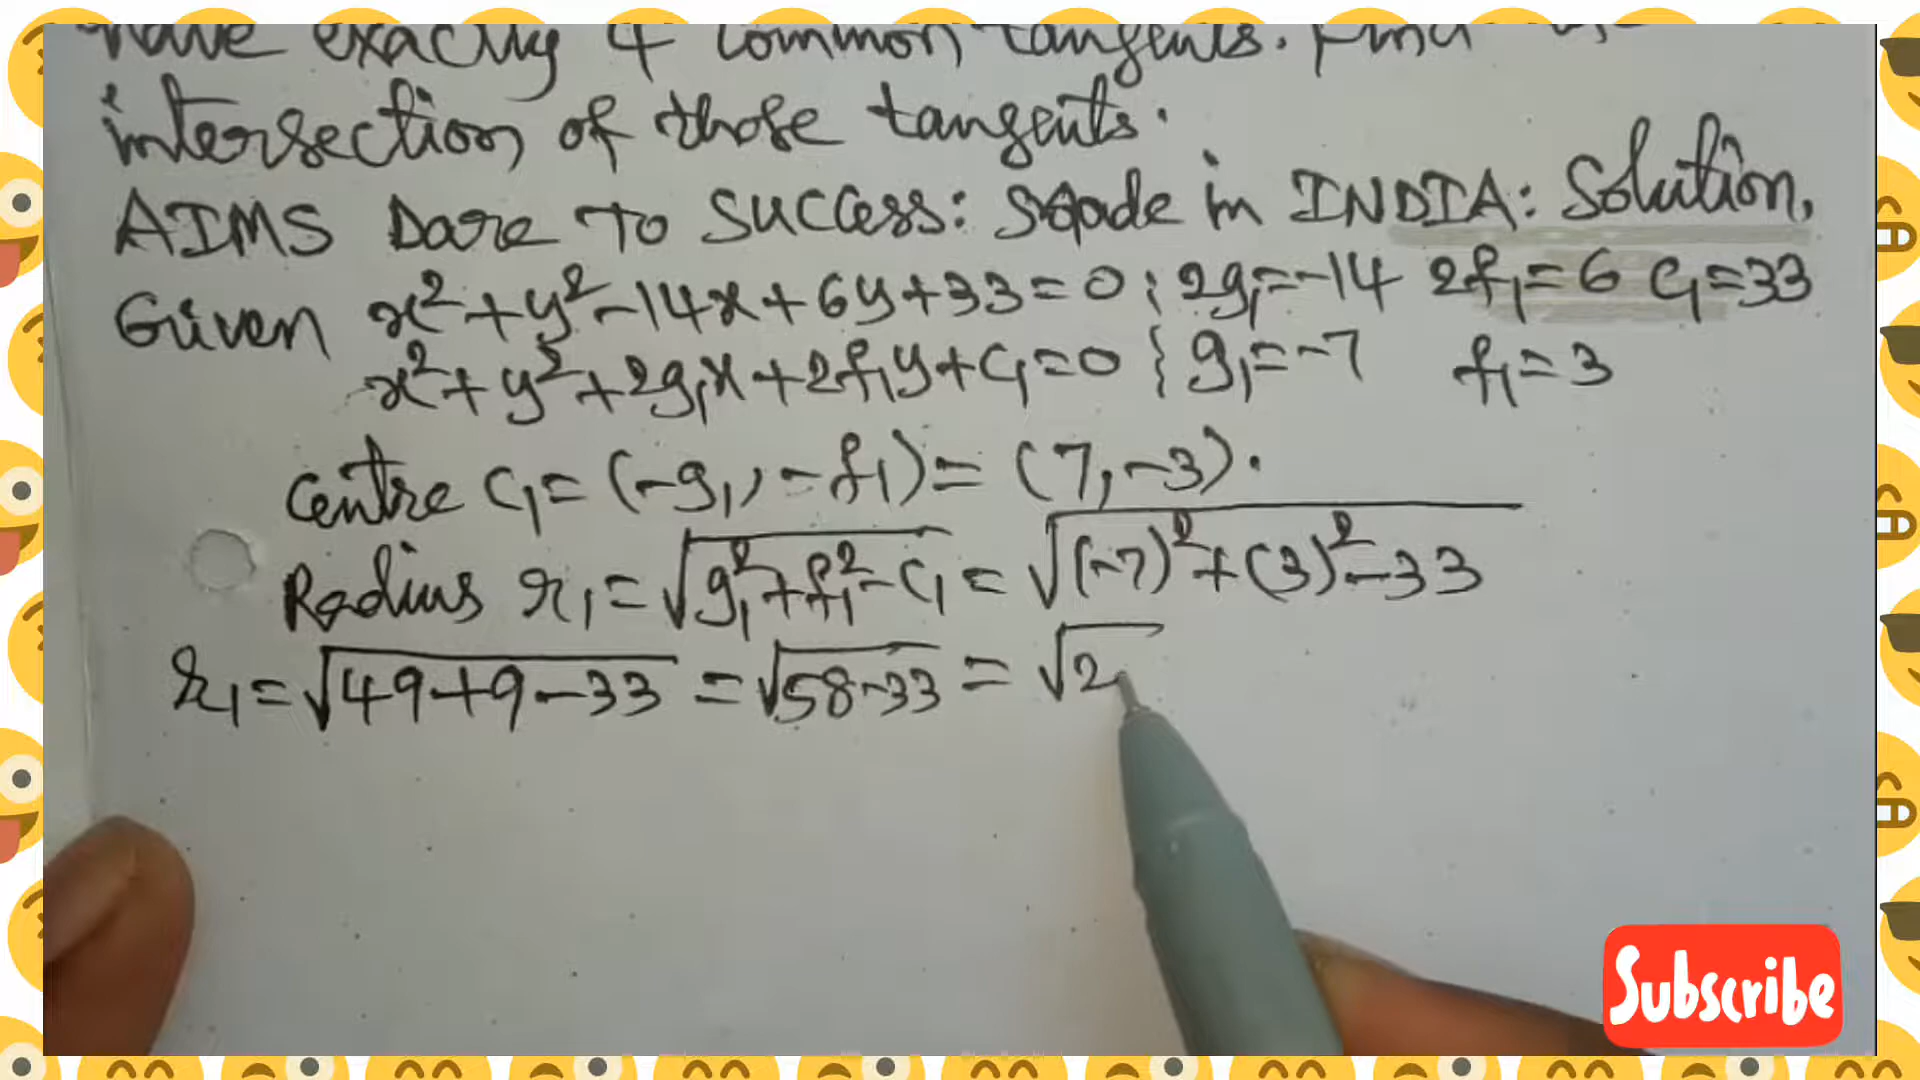 have exactly 4 common tangents. Find
intersection of those tangents.
AIMS Dare To success: in INDIA: Solution,
Given x²+y²-14x+6y+33=0 ; 2g₁=-14 2f₁=6 C₁=33
x²+y²+2g₁x+2f₁y+C₁=0 } g₁=-7 f₁=3
Centre C₁=(-g₁,-f₁)=(7,-3).
Radius r₁=√(g₁²+f₁²-C₁)=√((-7)²+(3)²-33)
r₁=√(49+9-33) =√(58-33) = √2
Subscribe